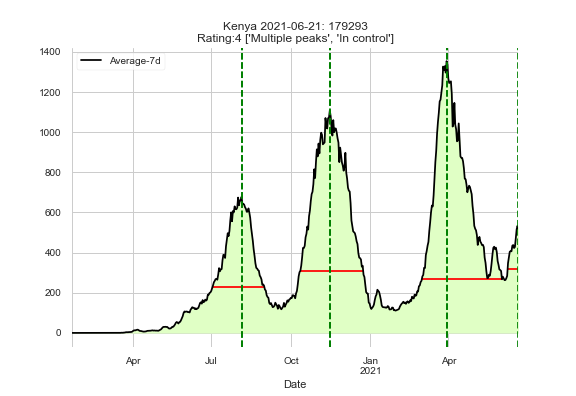 Kenya 2021-06-21: 179293
Rating:4 ['Multiple peaks', 'In control']
1400
Average-7d
1200
1000
800
600
400
200
0
Apr Jul Oct Jan Apr
2021
Date